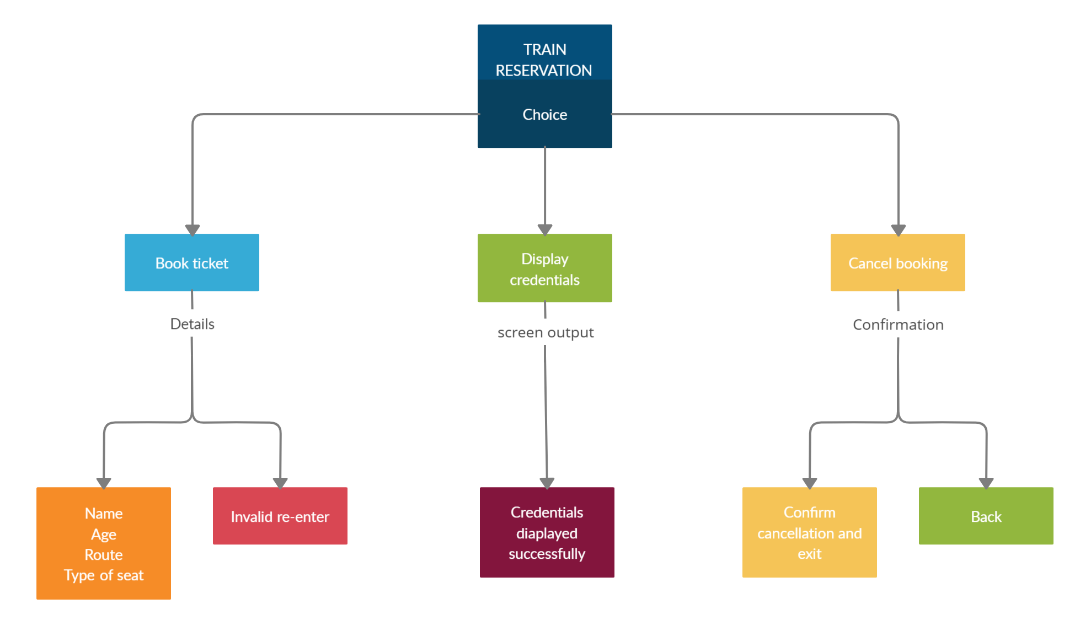 TRAIN
RESERVATION
Choice
Book ticket
Display
credentials
Cancel booking
Details
screen output
Confirmation
Name
Age
Route
Type of seat
Invalid re-enter
Credentials
diaplayed
successfully
Confirm
cancellation and
exit
Back